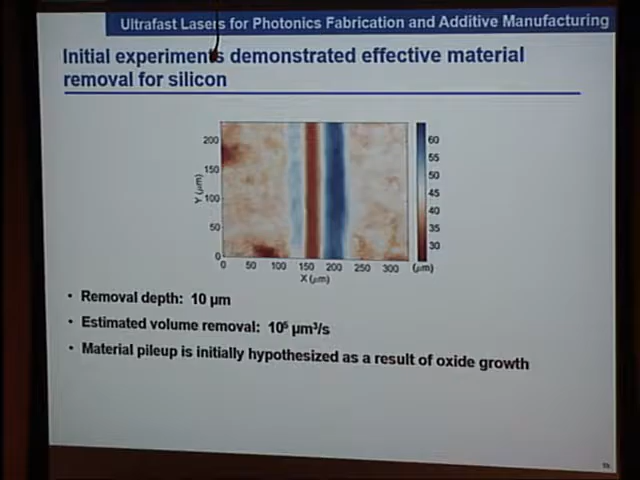 Ultrafast Lasers for Photonics Fabrication and Additive Manufacturing
Initial experiments demonstrated effective material
removal for silicon
200
150
100
50
0
Y (μm)
0 50 100 150 200 250 300
X (μm)
60
55
50
45
40
35
30
(μm)
• Removal depth: 10 μm
• Estimated volume removal: 10⁵ μm³/s
• Material pileup is initially hypothesized as a result of oxide growth